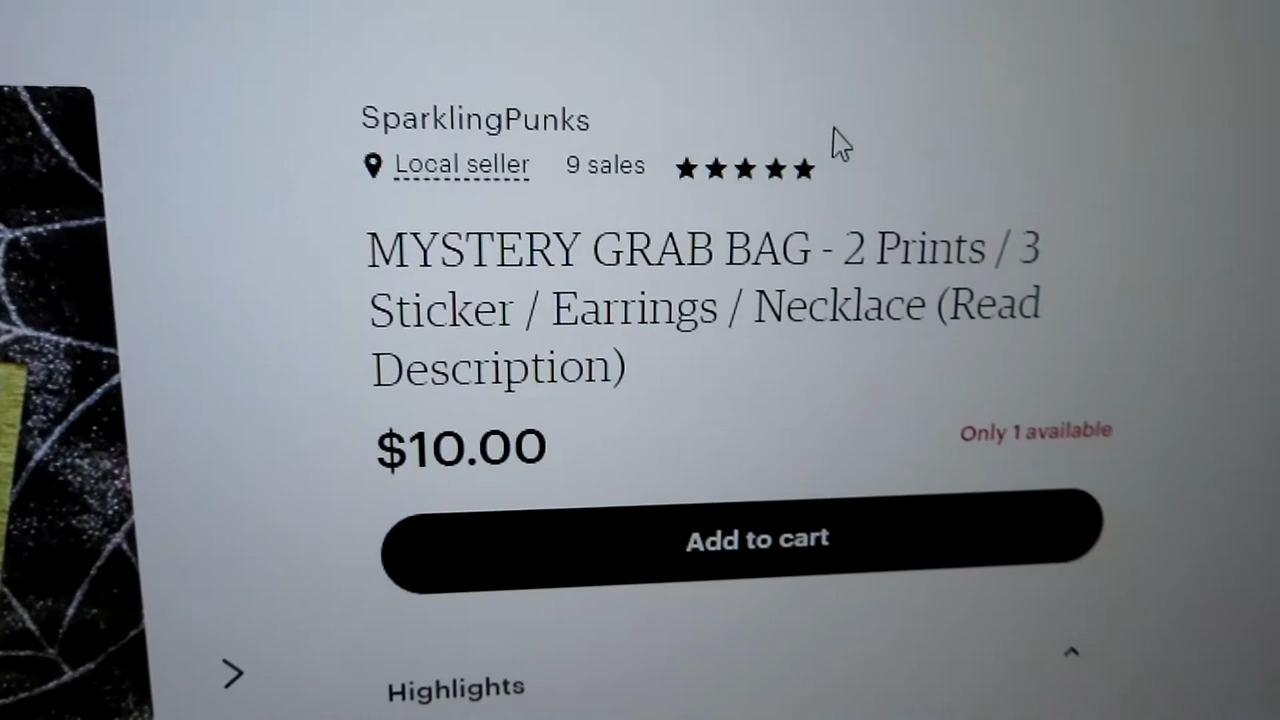 SparklingPunks
Local seller 9 sales
MYSTERY GRAB BAG - 2 Prints / 3
Sticker / Earrings / Necklace (Read
Description)
$10.00
Only 1 available
Add to cart
Highlights